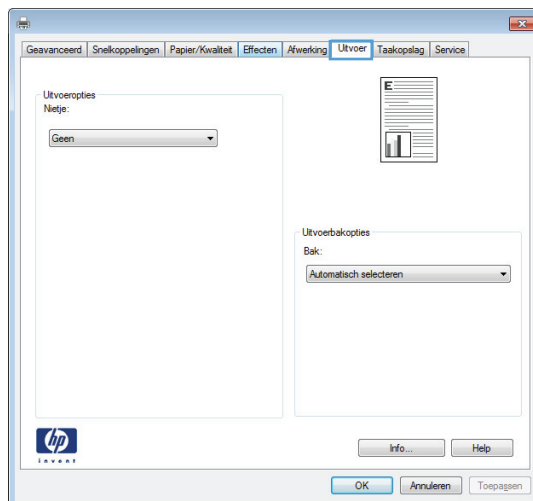 Geavanceerd Snelkoppelingen Papier/Kwaliteit Effecten Afwerking Uitvoer Taakopslag Service
Uitvoeropties
Nietje:
Geen
E
Uitvoerbakopties
Bak:
Automatisch selecteren
hp
invent
Info... Help
OK Annuleren Toepassen